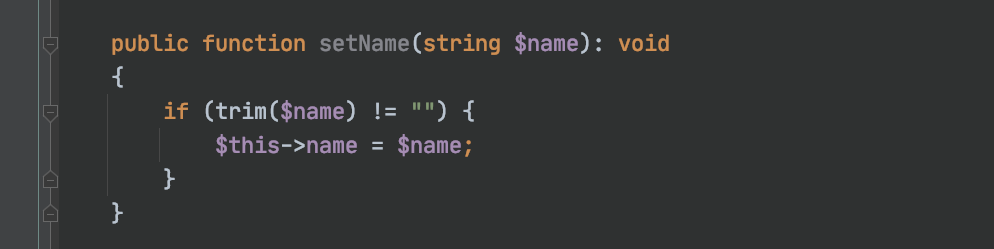 public function setName(string $name): void
{
if (trim($name) != "") {
$this->name = $name;
}
}